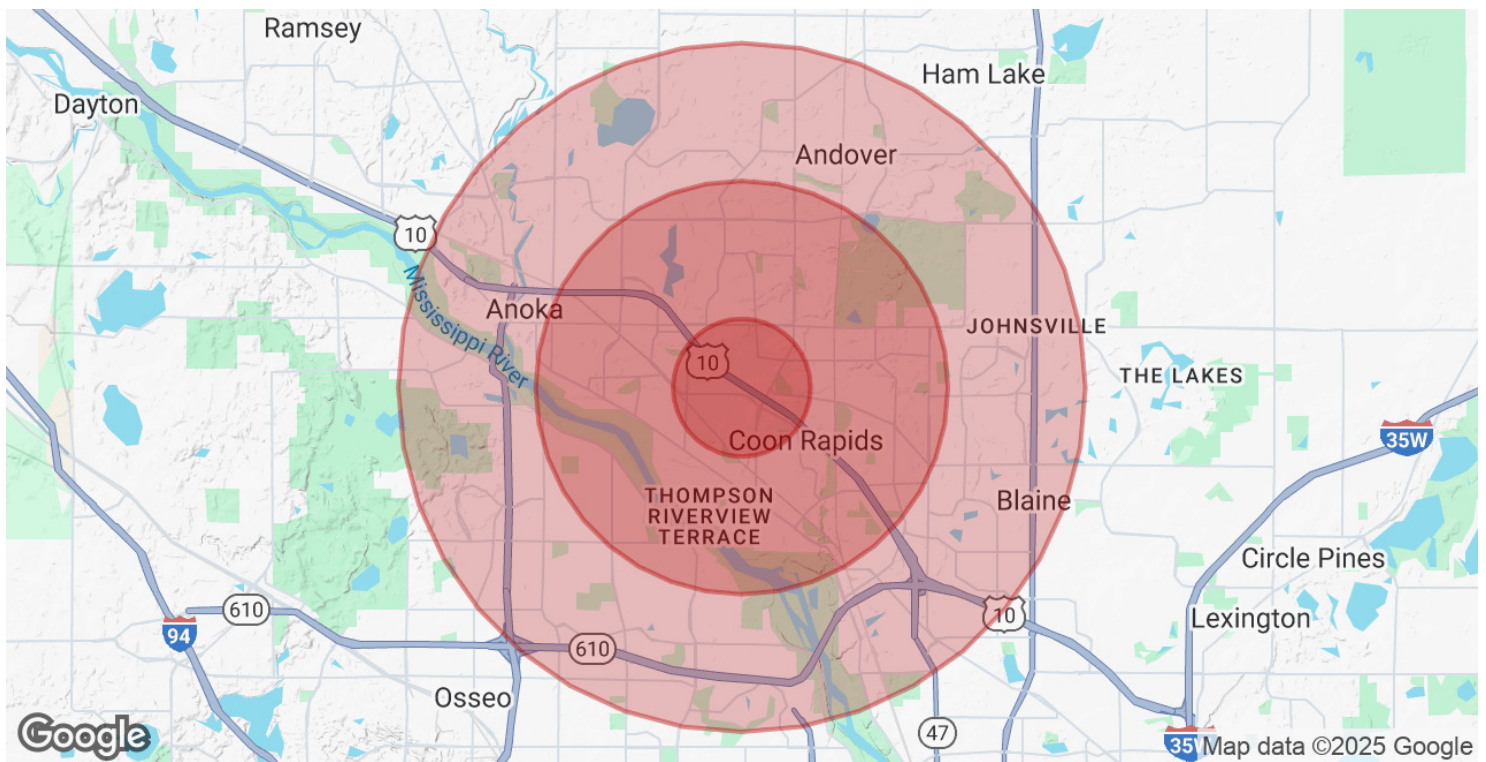 Ramsey
Ham Lake
Dayton
Andover
10
Mississippi River
Anoka
JOHNSVILLE
10
THE LAKES
Coon Rapids
35W
THOMPSON
RIVERVIEW
TERRACE
Blaine
Circle Pines
610
10
Lexington
94
610
Osseo
47
Google
35W
Map data ©2025 Google